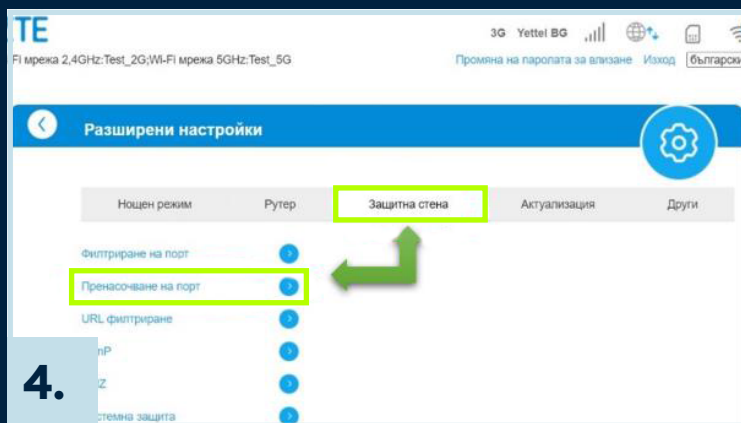 TE
3G Yettel BG
Fi мрежа 2,4GHz:Test_2G;Wi-Fi мрежа 5GHz:Test_5G
Промяна на паролата за влизане Изход български
Разширени настройки
Нощен режим Рутер Защитна стена Актуализация Други
Филтриране на порт
Пренасочване на порт
URL филтриране
nP
Z
стемна защита
4.